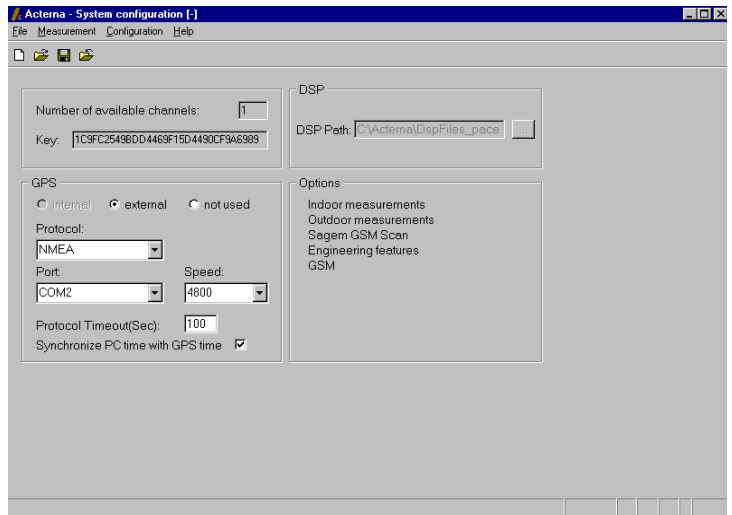 Acterna - System configuration [-]
File Measurement Configuration Help
Number of available channels: 1
Key: 1C9FC2549BDD4469F15D4490CF9A6989
DSP
DSP Path: C:\Acterna\DspFiles_pace ...
GPS
internal external not used
Protocol:
NMEA
Port: Speed:
COM2 4800
Protocol Timeout(Sec): 100
Synchronize PC time with GPS time
Options
Indoor measurements
Outdoor measurements
Sagem GSM Scan
Engineering features
GSM